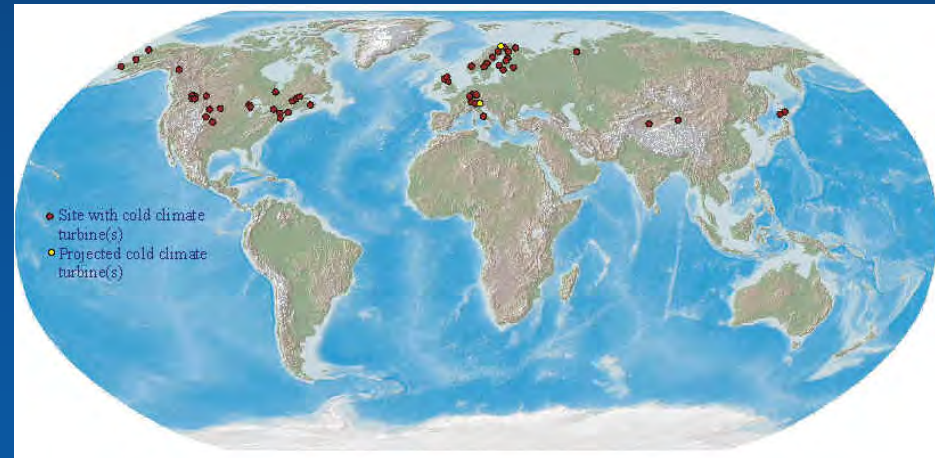 Site with cold climate
turbine(s)
Projected cold climate
turbine(s)